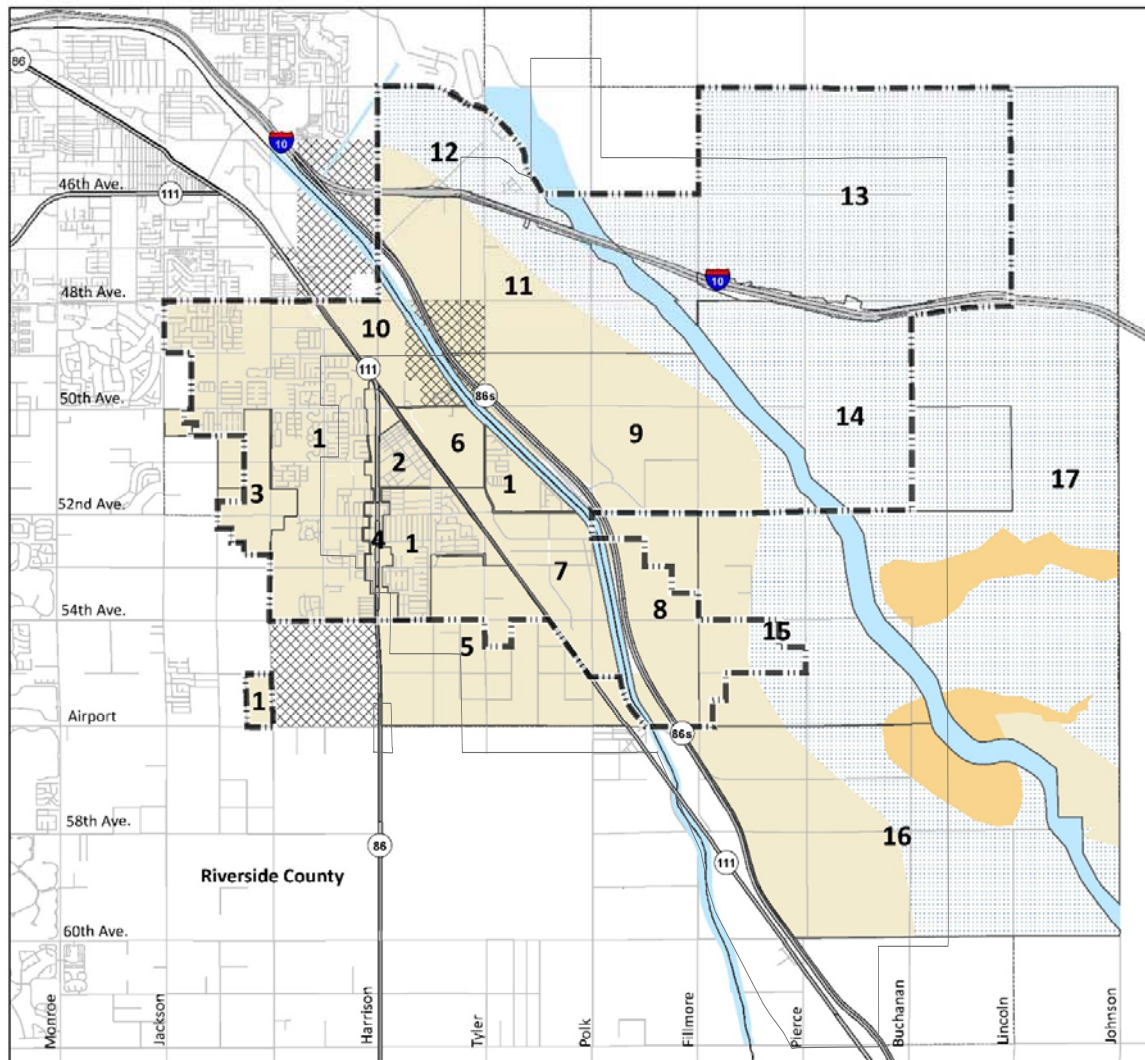 86
10
12
46th Ave.
111
13
10
11
48th Ave.
10
111
86s
50th Ave.
14
1
9
6
2
1
17
3
52nd Ave.
4
1
7
8
54th Ave.
15
5
1
Airport
86s
58th Ave.
16
86
111
Riverside County
60th Ave.
Monroe
Jackson
Harrison
Tyler
Polk
Fillmore
Pierce
Buchanan
Lincoln
Johnson